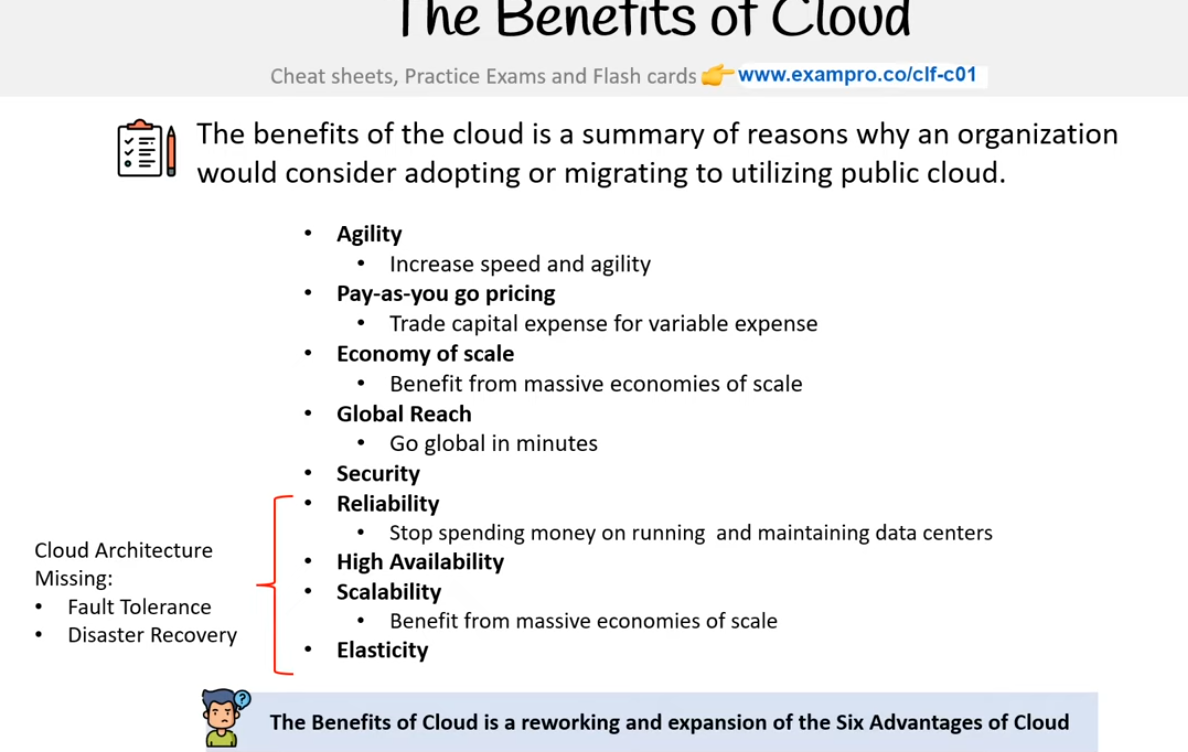 The Benefits of Cloud
Cheat sheets, Practice Exams and Flash cards 👉 www.exampro.co/clf-c01
The benefits of the cloud is a summary of reasons why an organization
would consider adopting or migrating to utilizing public cloud.
• Agility
• Increase speed and agility
• Pay-as-you go pricing
• Trade capital expense for variable expense
• Economy of scale
• Benefit from massive economies of scale
• Global Reach
• Go global in minutes
• Security
• Reliability
• Stop spending money on running and maintaining data centers
• High Availability
• Scalability
• Benefit from massive economies of scale
• Elasticity
Cloud Architecture
Missing:
• Fault Tolerance
• Disaster Recovery
?
The Benefits of Cloud is a reworking and expansion of the Six Advantages of Cloud